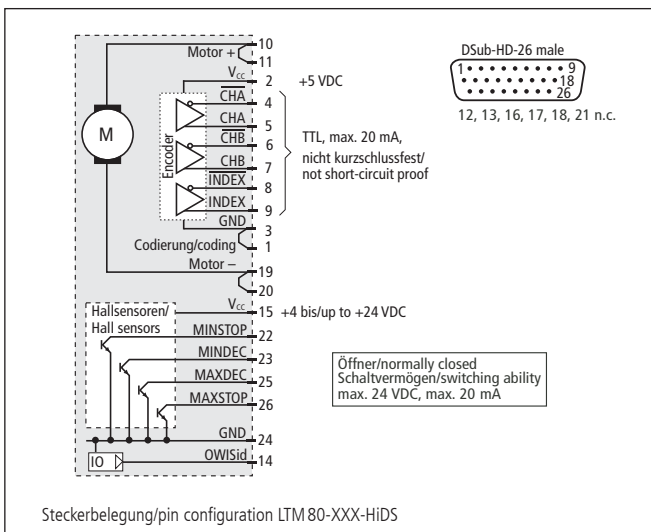 Motor + 10
11
DSub-HD-26 male
1 9
18
26
12, 13, 16, 17, 18, 21 n.c.
Vcc 2 +5 VDC
CHA 4
CHA 5
CHB 6
CHB 7
INDEX 8
INDEX 9
TTL, max. 20 mA,
nicht kurzschlussfest/
not short-circuit proof
M
Encoder
GND 3
Codierung/coding 1
Motor – 19
20
Hallsensoren/
Hall sensors
Vcc 15 +4 bis/up to +24 VDC
MINSTOP 22
MINDEC 23
MAXDEC 25
MAXSTOP 26
Öffner/normally closed
Schaltvermögen/switching ability
max. 24 VDC, max. 20 mA
GND 24
IO OWISid 14
Steckerbelegung/pin configuration LTM 80-XXX-HiDS